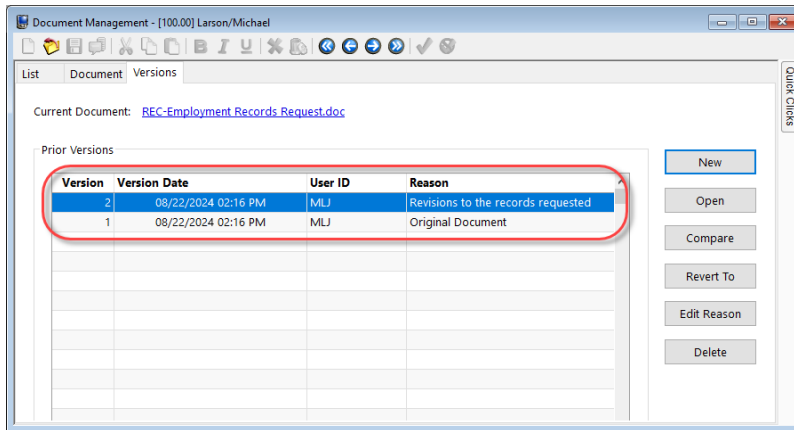 Document Management - [100.00] Larson/Michael
B I U
List Document Versions
Quick Clicks
Current Document: REC-Employment Records Request.doc
Prior Versions
New
Version Version Date User ID Reason
2 08/22/2024 02:16 PM MLJ Revisions to the records requested
Open
1 08/22/2024 02:16 PM MLJ Original Document
Compare
Revert To
Edit Reason
Delete